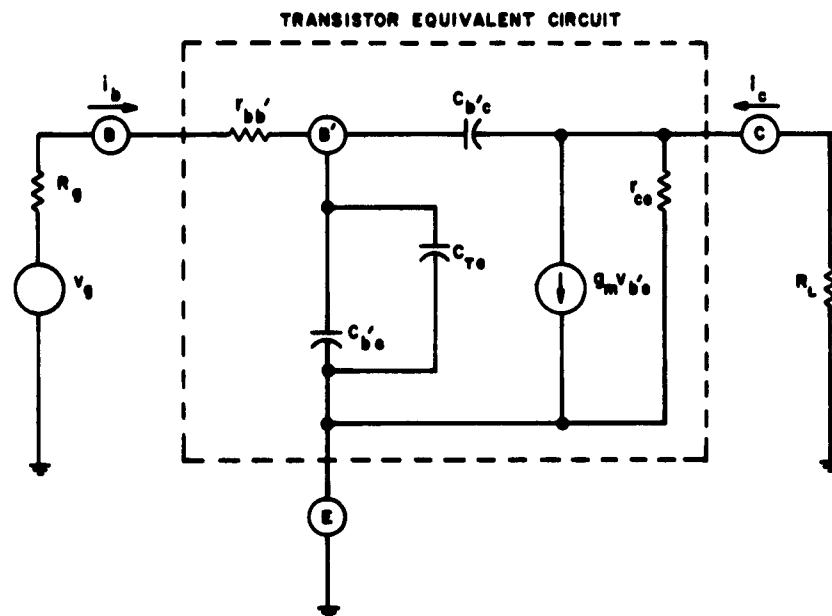 TRANSISTOR EQUIVALENT CIRCUIT
i_b
i_c
r_bb'
C_b'c
B
B'
C
R_g
r_ce
C_Te
v_g
g_m v_b'e
R_L
C_b'e
E